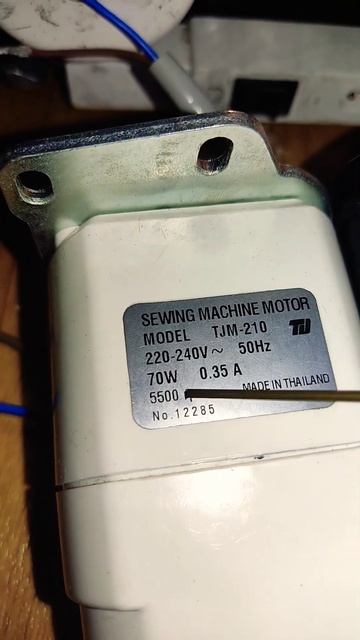 SEWING MACHINE MOTOR
MODEL TJM-210
220-240V~ 50Hz
70W 0.35 A
5500
MADE IN THAILAND
No.12285